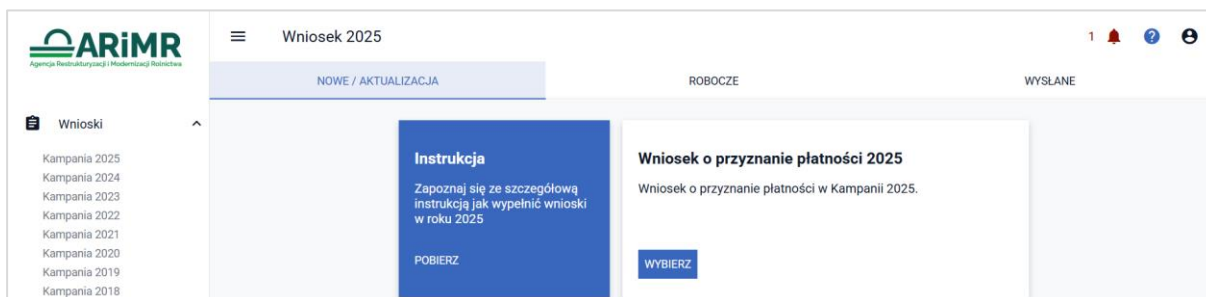 ARiMR
Agencja Restrukturyzacji i Modernizacji Rolnictwa
Wniosek 2025
1
?
NOWE / AKTUALIZACJA
ROBOCZE
WYSŁANE
Wnioski
Kampania 2025
Kampania 2024
Kampania 2023
Kampania 2022
Kampania 2021
Kampania 2020
Kampania 2019
Kampania 2018
Instrukcja
Zapoznaj się ze szczegółową
instrukcją jak wypełnić wnioski
w roku 2025
POBIERZ
Wniosek o przyznanie płatności 2025
Wniosek o przyznanie płatności w Kampanii 2025.
WYBIERZ